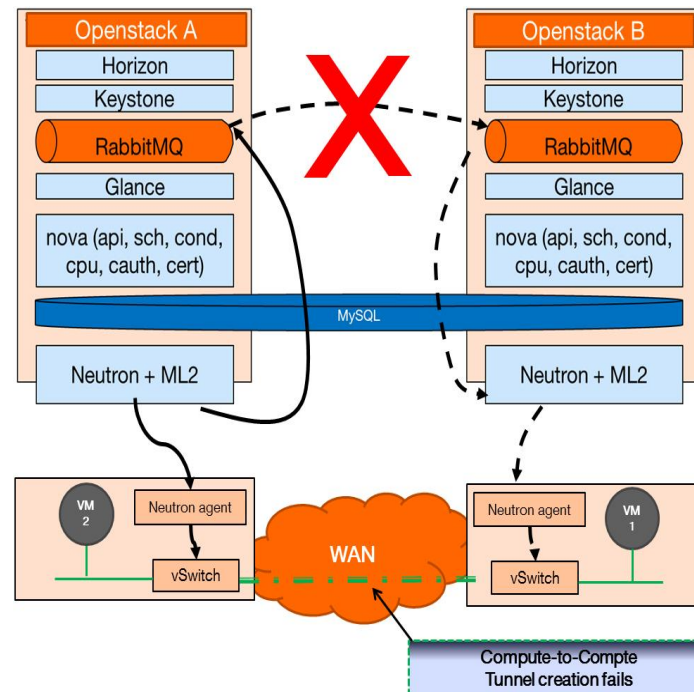 Openstack A
Horizon
Keystone
RabbitMQ
Glance
nova (api, sch, cond,
cpu, cauth, cert)
Openstack B
Horizon
Keystone
RabbitMQ
Glance
nova (api, sch, cond,
cpu, cauth, cert)
MySQL
Neutron + ML2
Neutron + ML2
VM
2
Neutron agent
vSwitch
WAN
Neutron agent
VM
1
vSwitch
Compute-to-Compte
Tunnel creation fails